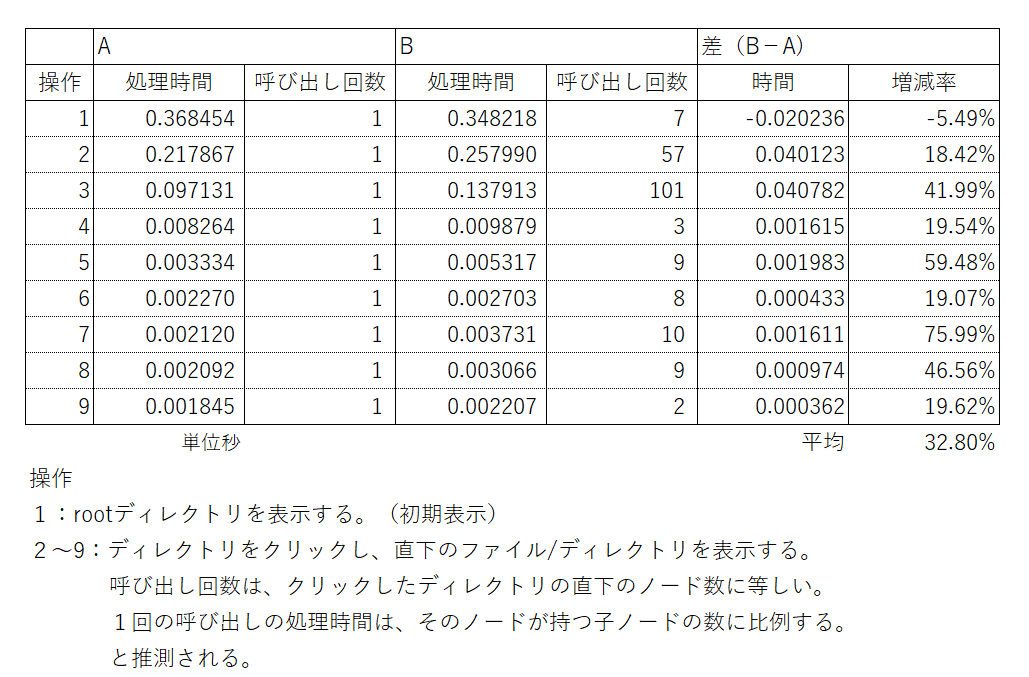 A B 差（B－A）
操作 処理時間 呼び出し回数 処理時間 呼び出し回数 時間 増減率
1 0.368454 1 0.348218 7 -0.020236 -5.49%
2 0.217867 1 0.257990 57 0.040123 18.42%
3 0.097131 1 0.137913 101 0.040782 41.99%
4 0.008264 1 0.009879 3 0.001615 19.54%
5 0.003334 1 0.005317 9 0.001983 59.48%
6 0.002270 1 0.002703 8 0.000433 19.07%
7 0.002120 1 0.003731 10 0.001611 75.99%
8 0.002092 1 0.003066 9 0.000974 46.56%
9 0.001845 1 0.002207 2 0.000362 19.62%
単位秒 平均 32.80%
操作
１：rootディレクトリを表示する。（初期表示）
２～9：ディレクトリをクリックし、直下のファイル/ディレクトリを表示する。
呼び出し回数は、クリックしたディレクトリの直下のノード数に等しい。
１回の呼び出しの処理時間は、そのノードが持つ子ノードの数に比例する。
と推測される。